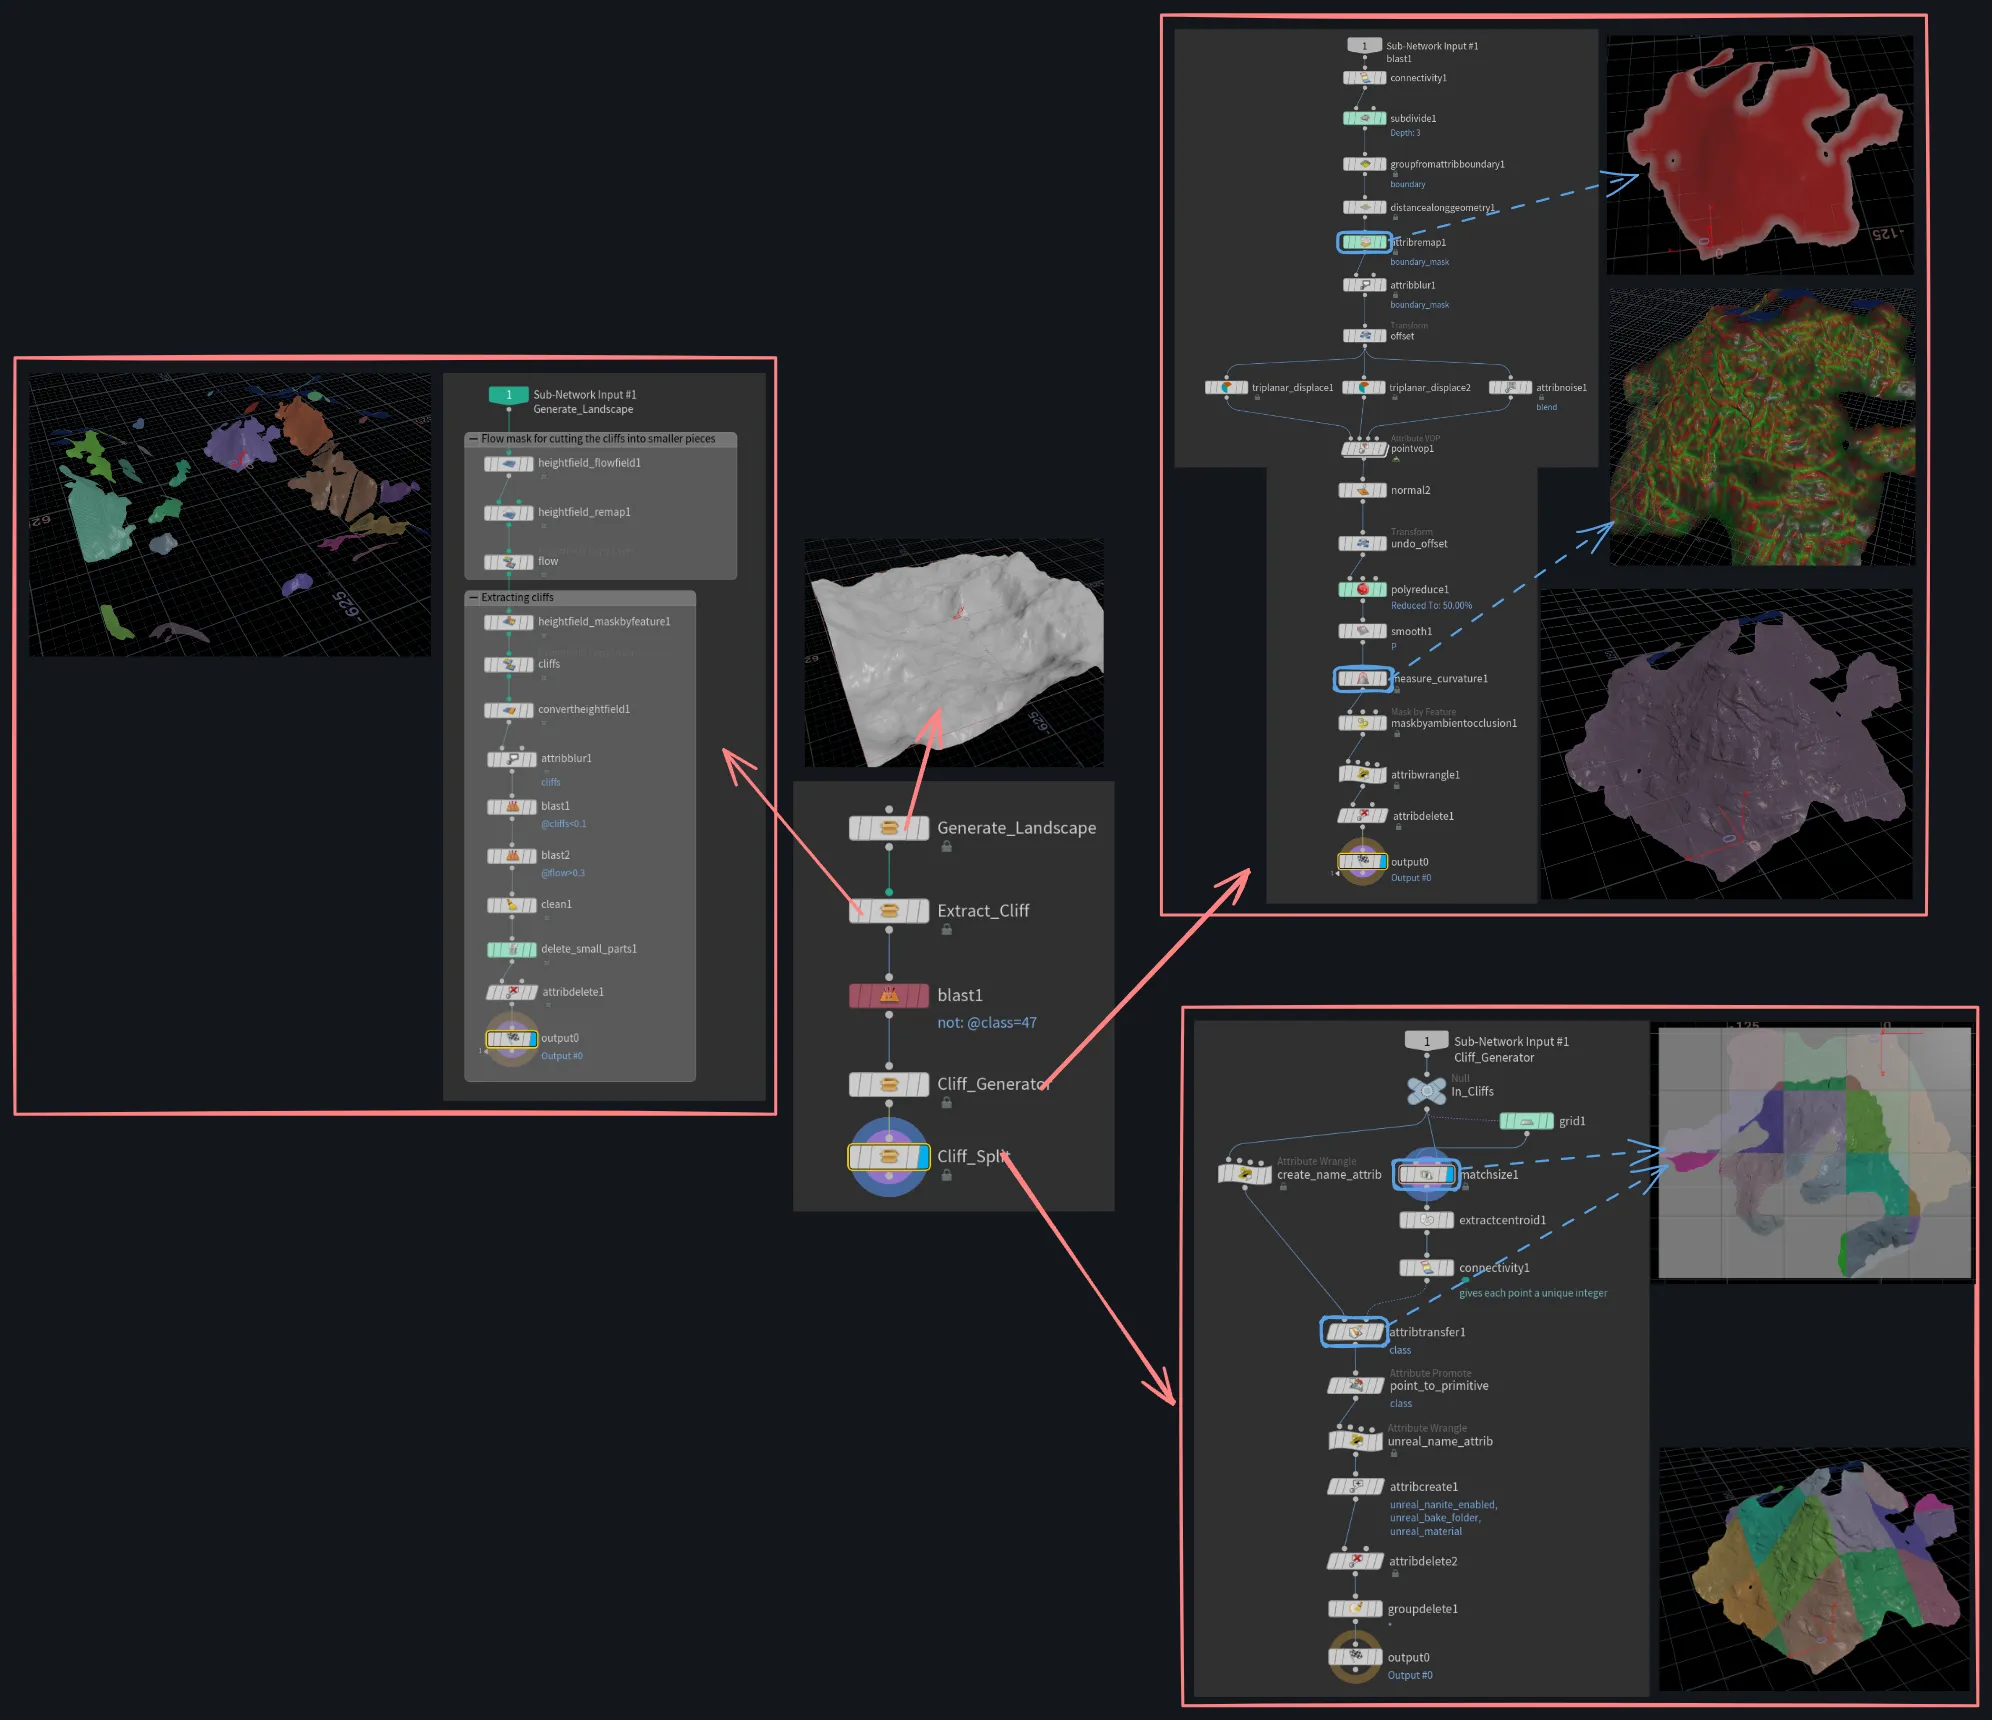 Sub-Network Input #1
Generate_Landscape
Flow mask for cutting the cliffs into smaller pieces
heightfield_flowfield1
heightfield_remap1
flow
Extracting cliffs
heightfield_maskbyfeature1
cliffs
convertheightfield1
attribblur1
cliffs
blast1
@cliffs<0.1
blast2
@flow>0.3
clean1
delete_small_parts1
attribdelete1
output0
Output #0
-625
Generate_Landscape
Extract_Cliff
blast1
not: @class=47
Cliff_Generator
Cliff_Split
-625
Sub-Network Input #1
blast1
connectivity1
subdivide1
Depth: 3
groupfromattribboundary1
boundary
distancealonggeometry1
attribremap1
boundary_mask
attribblur1
boundary_mask
Transform
offset
triplanar_displace1
triplanar_displace2
attribnoise1
blend
Attribute VOP
pointvop1
normal2
Transform
undo_offset
polyreduce1
Reduced To: 50.00%
smooth1
P
measure_curvature1
Mask by Feature
maskbyambientocclusion1
attribwrangle1
attribdelete1
output0
Output #0
-125
0
0
Sub-Network Input #1
Cliff_Generator
Null
In_Cliffs
grid1
Attribute Wrangle
create_name_attrib
matchsize1
extractcentroid1
connectivity1
gives each point a unique integer
attribtransfer1
class
Attribute Promote
point_to_primitive
class
Attribute Wrangle
unreal_name_attrib
attribcreate1
unreal_nanite_enabled,
unreal_bake_folder,
unreal_material
attribdelete2
groupdelete1
output0
Output #0